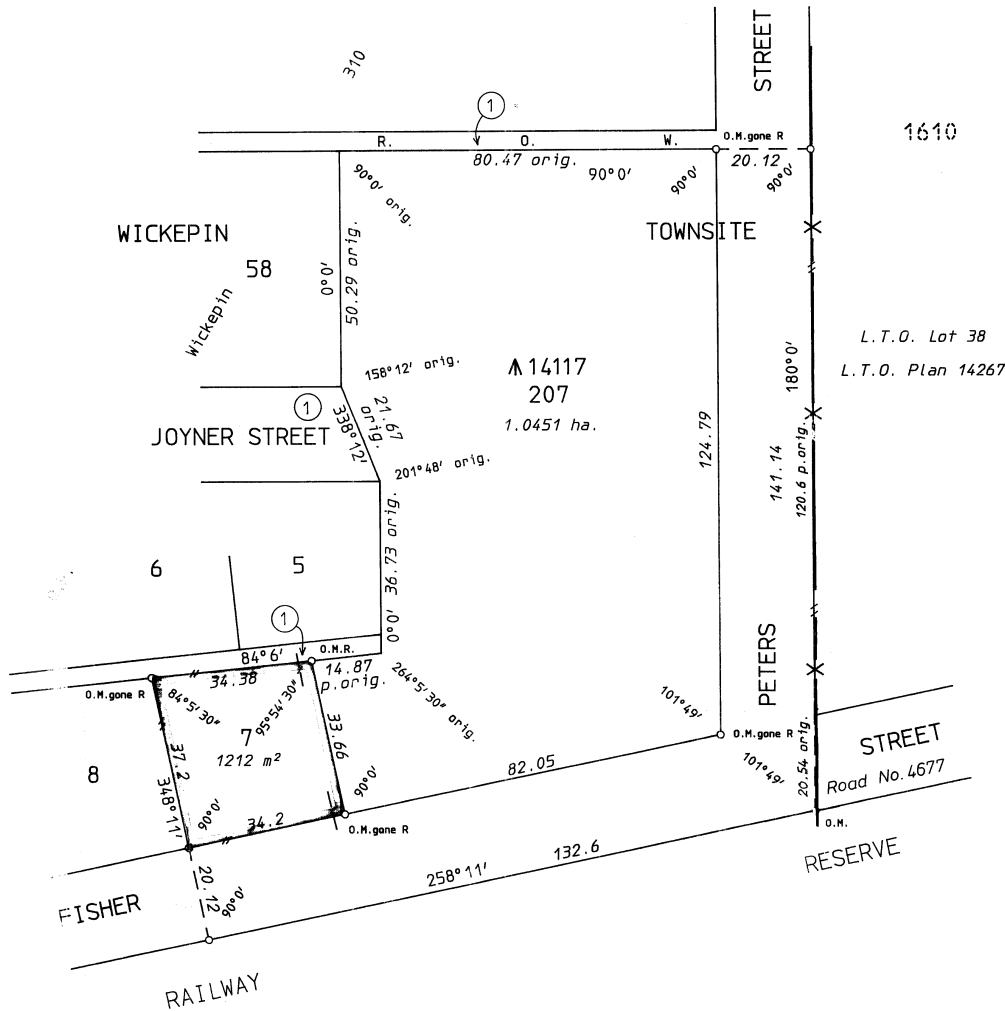 310
STREET
1
R. O. W.
O.M.gone R
1610
80.47 orig.
90°0'
90°0'
20.12
90°0'
90°0' orig.
WICKEPIN
TOWNSITE
58
Wickepin
0°0'
50.29 orig.
158°12' orig.
14117
207
1.0451 ha.
180°0'
L.T.O. Lot 38
L.T.O. Plan 14267
1
JOYNER STREET
338°12'
21.67
orig.
201°48' orig.
124.79
141.14
120.6 p.orig.
6
5
0°0' 36.73 orig.
1
O.M.R.
84°6'
34.38
14.87
p.orig.
264°5'30" orig.
O.M.gone R
84°5'30"
95°54'30"
7
1212 m²
33.66
90°0'
8
37.2
348°11'
90°0'
34.2
O.M.gone R
82.05
101°49'
O.M.gone R
101°49'
PETERS
20.54 orig.
STREET
Road No. 4677
O.M.
FISHER
20.12
90°0'
258°11'
132.6
RESERVE
RAILWAY